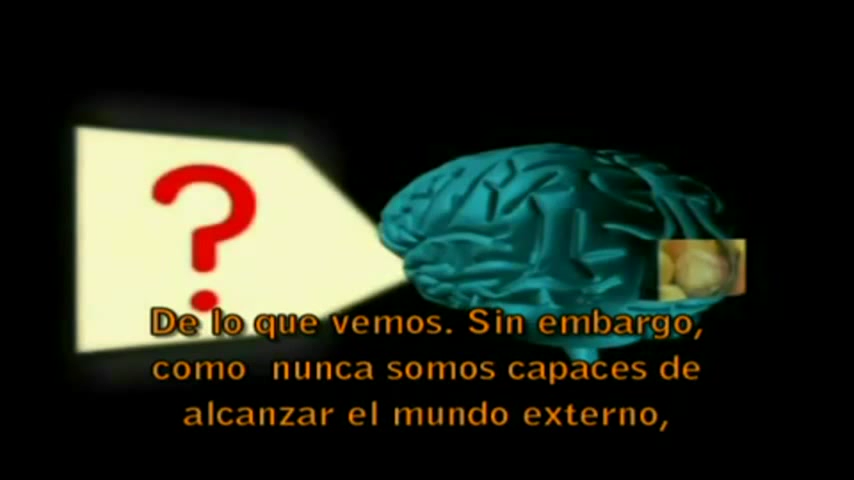 ?
De lo que vemos. Sin embargo,
como  nunca somos capaces de
alcanzar el mundo externo,